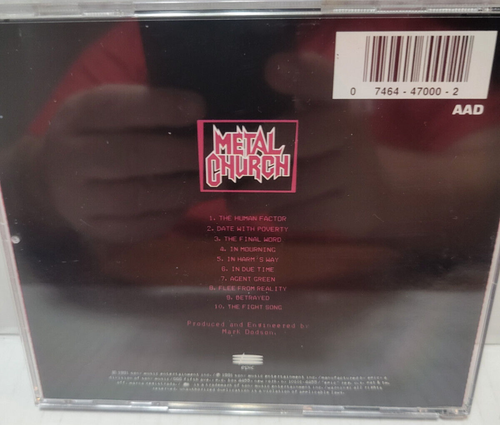 0 7464-47000-2
AAD
METAL
CHURCH
1. THE HUMAN FACTOR
2. DATE WITH POVERTY
3. THE FINAL WORD
4. IN MOURNING
5. IN HARM'S WAY
6. IN DUE TIME
7. AGENT GREEN
8. FLEE FROM REALITY
9. BETRAYED
10. THE FIGHT SONG
Produced and Engineered by
Mark Dodson.
epic